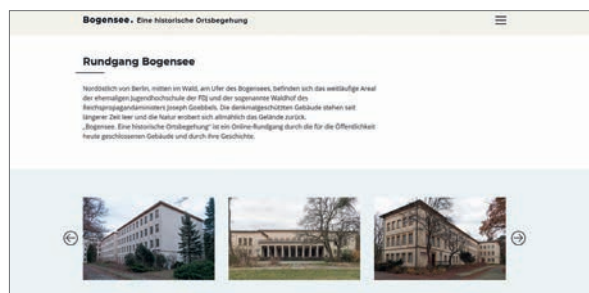 Bogensee. Eine historische Ortsbegehung
Rundgang Bogensee
Nordöstlich von Berlin, mitten im Wald, am Ufer des Bogensees, befinden sich das weitläufige Areal
der ehemaligen Jugendhochschule der FDJ und der sogenannte Waldhof des
Reichspropagandaministers Joseph Goebbels. Die denkmalgeschützten Gebäude stehen seit
längerer Zeit leer und die Natur erobert sich allmählich das Gelände zurück.
„Bogensee. Eine historische Ortsbegehung“ ist ein Online-Rundgang durch die für die Öffentlichkeit
heute geschlossenen Gebäude und durch ihre Geschichte.